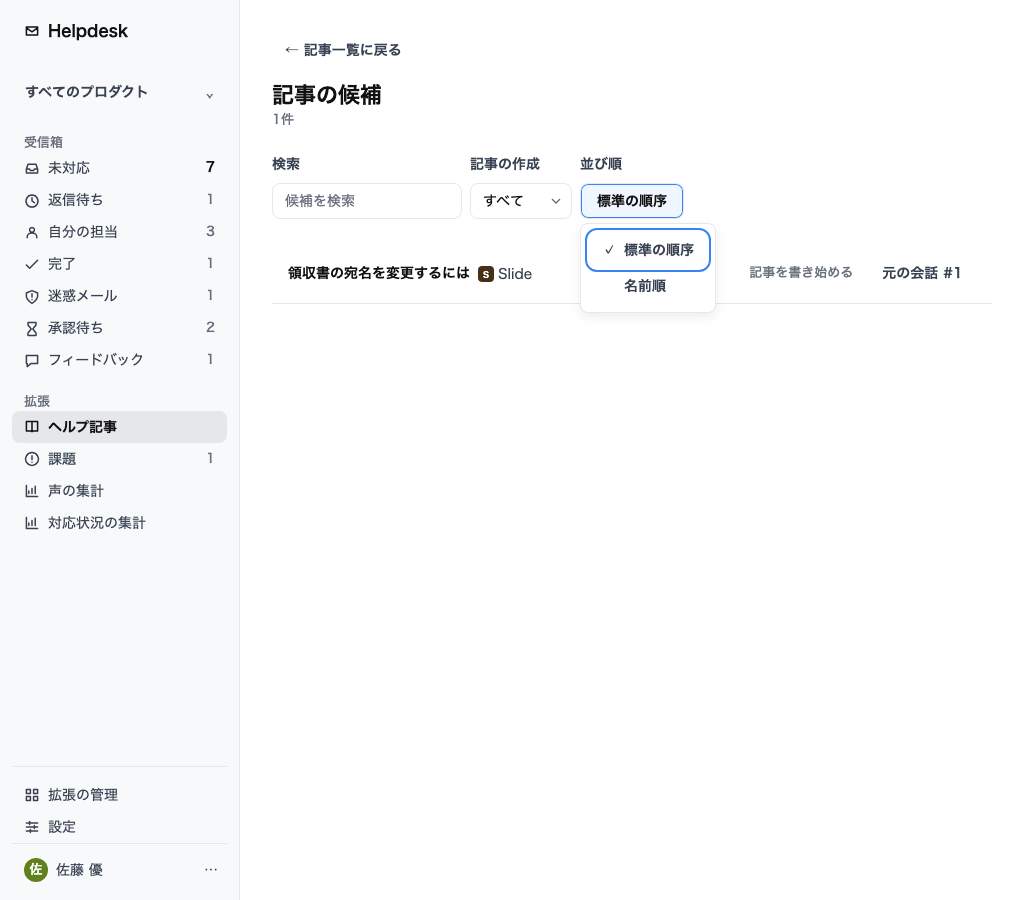 Helpdesk
すべてのプロダクト
受信箱
未対応 7
返信待ち 1
自分の担当 3
完了 1
迷惑メール 1
承認待ち 2
フィードバック 1
拡張
ヘルプ記事
課題 1
声の集計
対応状況の集計
拡張の管理
設定
佐 佐藤 優 …
← 記事一覧に戻る
記事の候補
1件
検索 記事の作成 並び順
候補を検索 すべて 標準の順序
✓ 標準の順序
名前順
領収書の宛名を変更するには S Slide 記事を書き始める 元の会話 #1